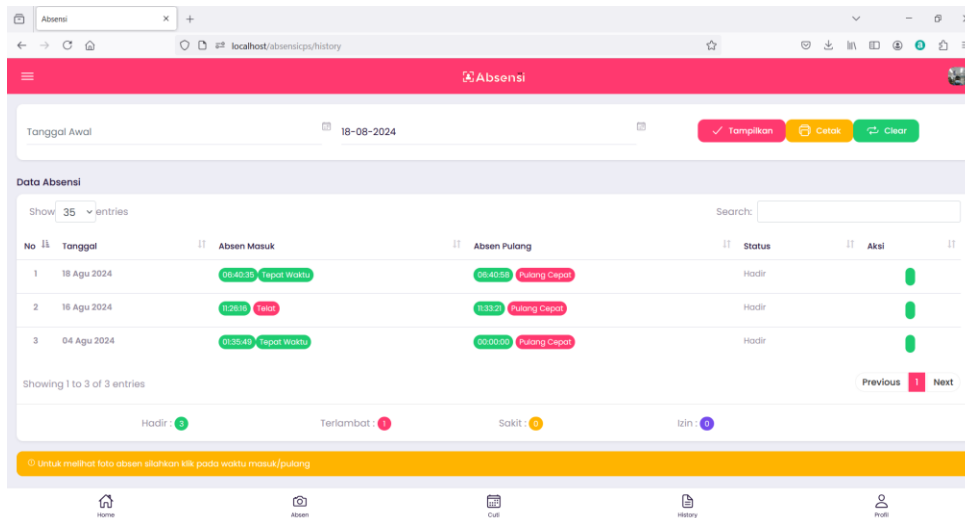 Absensi
localhost/absensicps/history
Absensi
Tanggal Awal 18-08-2024 Tampilkan Cetak Clear
Data Absensi
Show 35 entries Search:
No Tanggal Absen Masuk Absen Pulang Status Aksi
1 18 Agu 2024 06:40:35 Tepat Waktu 06:40:58 Pulang Cepat Hadir
2 16 Agu 2024 11:26:16 Telat 11:33:21 Pulang Cepat Hadir
3 04 Agu 2024 01:35:49 Tepat Waktu 00:00:00 Pulang Cepat Hadir
Showing 1 to 3 of 3 entries Previous 1 Next
Hadir : 3 Terlambat : 1 Sakit : 0 Izin : 0
Untuk melihat foto absen silahkan klik pada waktu masuk/pulang
Home Absen Cuti History Profil